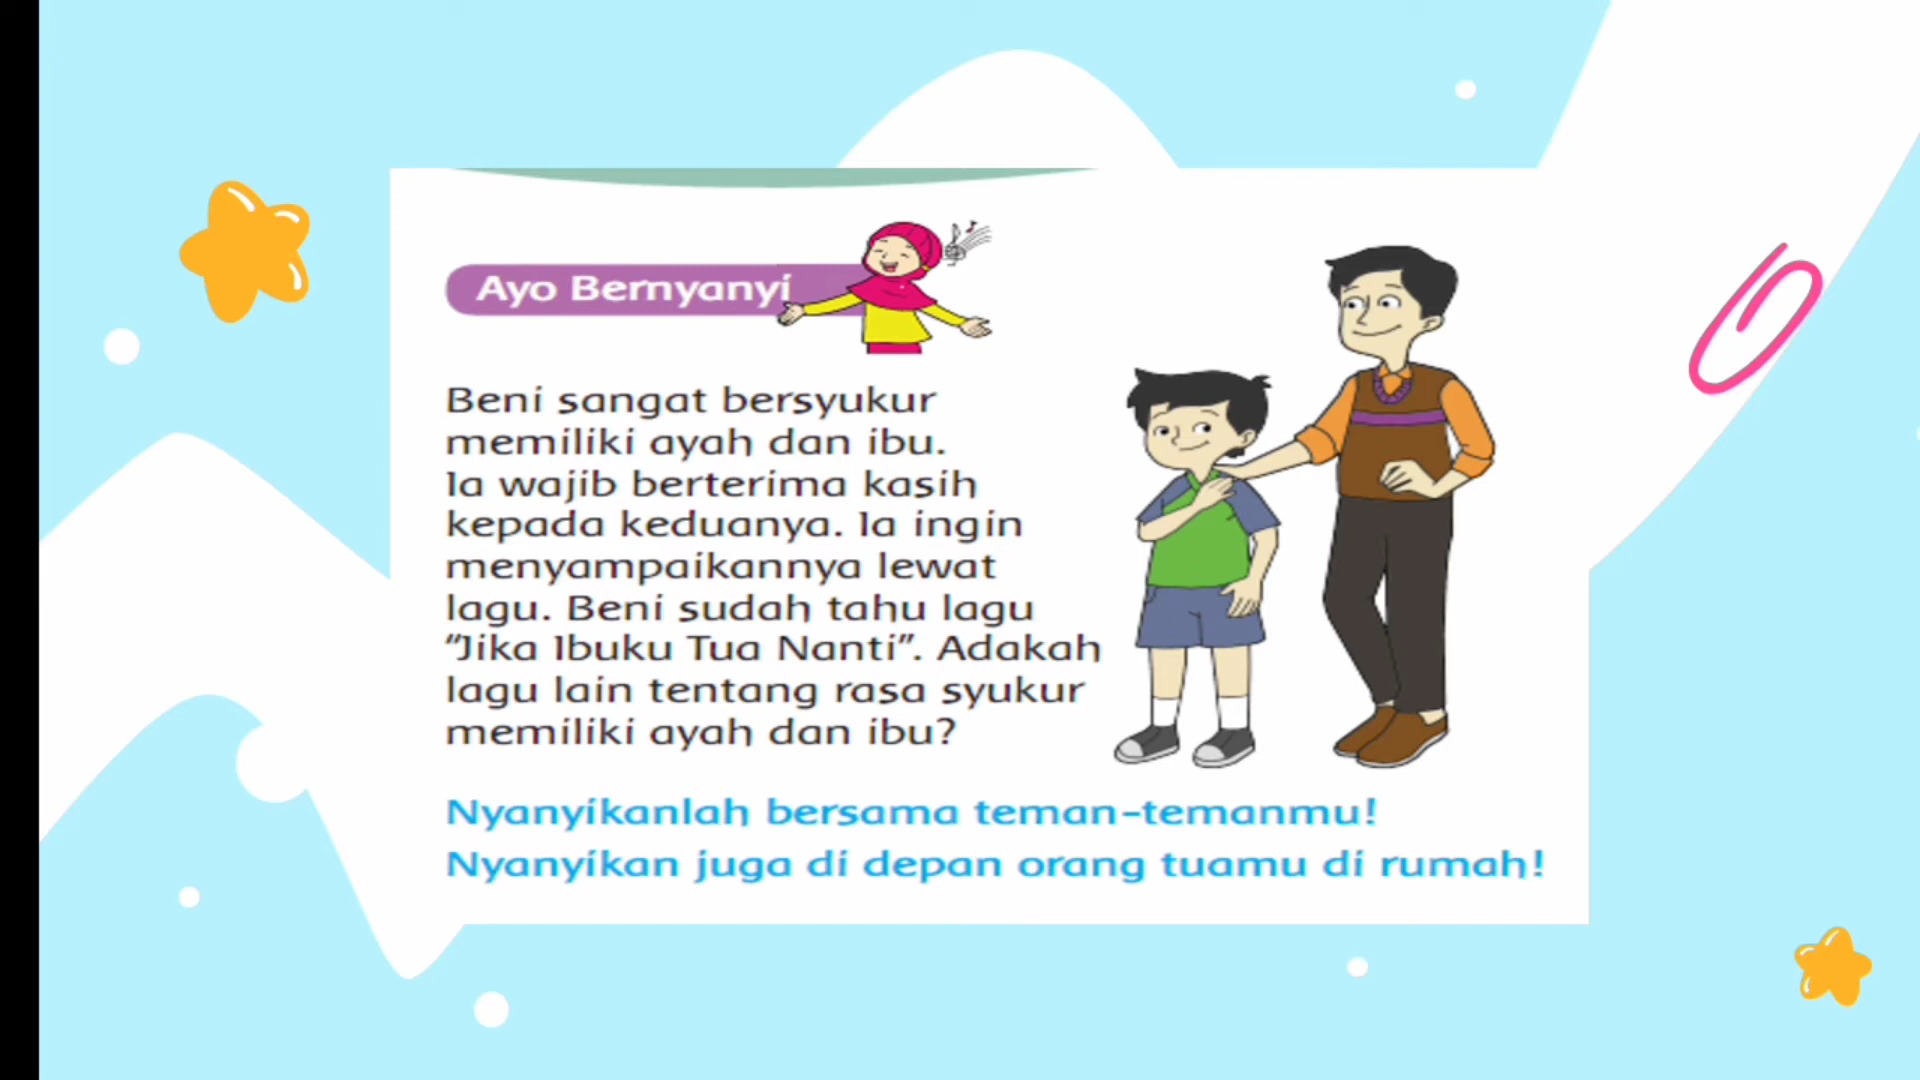 Ayo Bernyanyi
Beni sangat bersyukur
memiliki ayah dan ibu.
Ia wajib berterima kasih
kepada keduanya. Ia ingin
menyampaikannya lewat
lagu. Beni sudah tahu lagu
“Jika Ibuku Tua Nanti”. Adakah
lagu lain tentang rasa syukur
memiliki ayah dan ibu?
Nyanyikanlah bersama teman-temanmu!
Nyanyikan juga di depan orang tuamu di rumah!